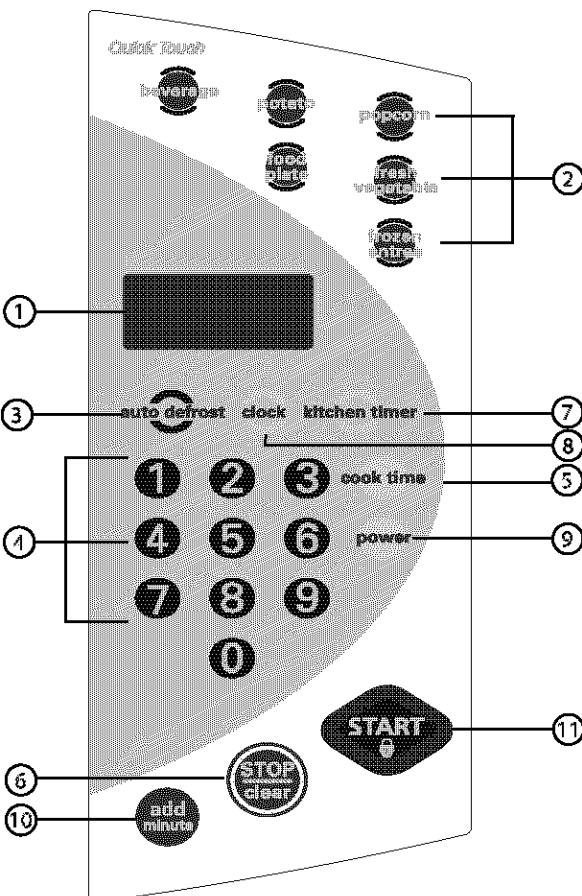 Quick Touch
beverage
potato
popcorn
food
plate
fresh
vegetable
2
frozen
entree
1
3
auto defrost clock kitchen timer
7
8
1 2 3 cook time
5
4
4 5 6 power
9
7 8 9
0
START
11
6
STOP
clear
10
add
minute